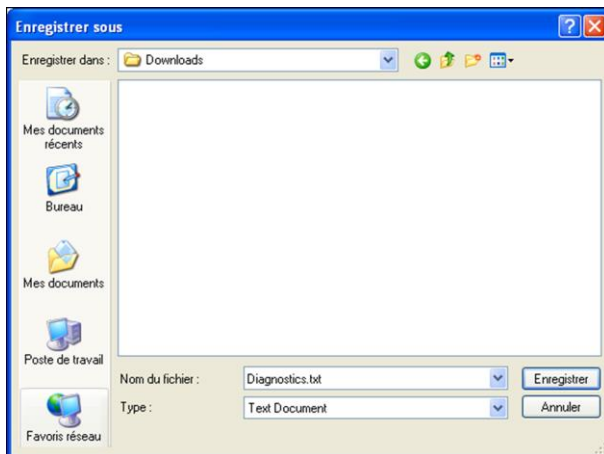 Enregistrer sous
Enregistrer dans :
Downloads
Mes documents
récents
Bureau
Mes documents
Poste de travail
Favoris réseau
Nom du fichier :
Diagnostics.txt
Enregistrer
Type :
Text Document
Annuler